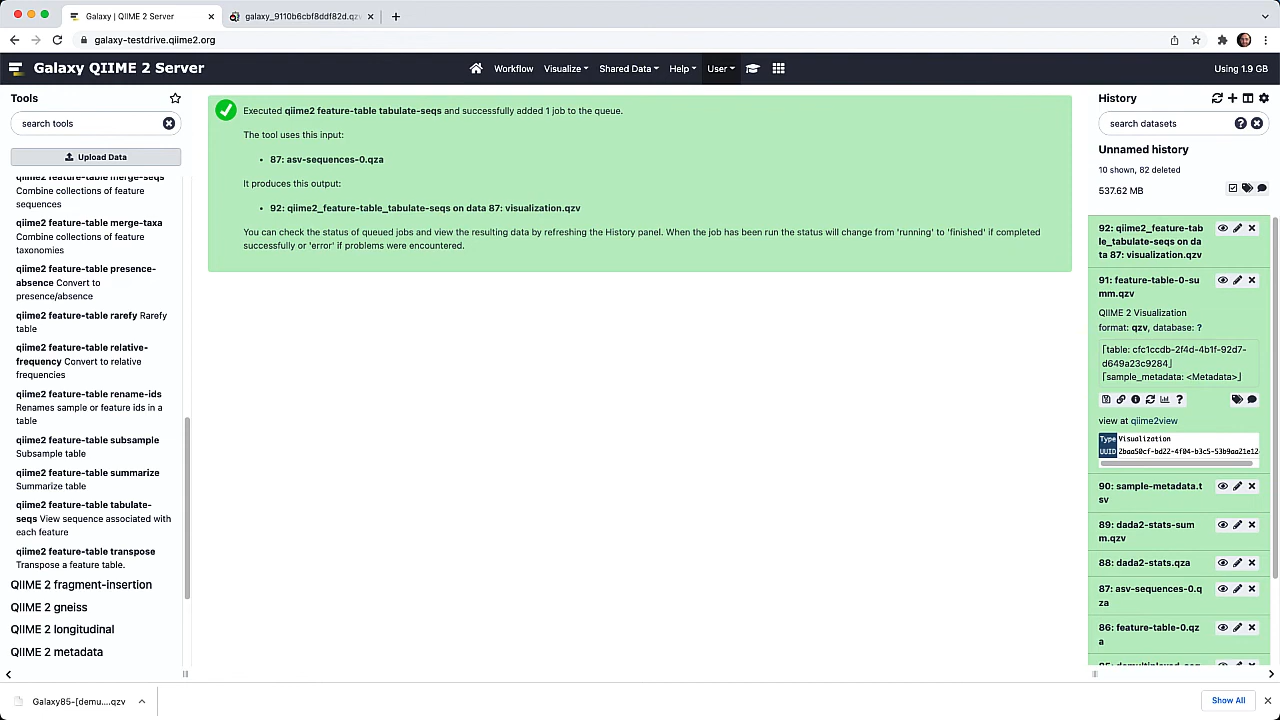 Galaxy | QIIME 2 Server
galaxy_9110b6cbf8ddf82d.qzv
galaxy-testdrive.qiime2.org
Galaxy QIIME 2 Server
Workflow
Visualize
Shared Data
Help
User
Using 1.9 GB
Tools
search tools
Upload Data
qiime2 feature-table merge-seqs
Combine collections of feature
sequences
qiime2 feature-table merge-taxa
Combine collections of feature
taxonomies
qiime2 feature-table presence-
absence Convert to
presence/absence
qiime2 feature-table rarefy Rarefy
table
qiime2 feature-table relative-
frequency Convert to relative
frequencies
qiime2 feature-table rename-ids
Renames sample or feature ids in a
table
qiime2 feature-table subsample
Subsample table
qiime2 feature-table summarize
Summarize table
qiime2 feature-table tabulate-
seqs View sequence associated with
each feature
qiime2 feature-table transpose
Transpose a feature table.
QIIME 2 fragment-insertion
QIIME 2 gneiss
QIIME 2 longitudinal
QIIME 2 metadata
Executed qiime2 feature-table tabulate-seqs and successfully added 1 job to the queue.
The tool uses this input:
• 87: asv-sequences-0.qza
It produces this output:
• 92: qiime2_feature-table_tabulate-seqs on data 87: visualization.qzv
You can check the status of queued jobs and view the resulting data by refreshing the History panel. When the job has been run the status will change from 'running' to 'finished' if completed
successfully or 'error' if problems were encountered.
History
search datasets
Unnamed history
10 shown, 82 deleted
537.62 MB
92: qiime2_feature-tab
le_tabulate-seqs on da
ta 87: visualization.qzv
91: feature-table-0-su
mm.qzv
QIIME 2 Visualization
format: qzv, database: ?
⌈table: cfc1ccdb-2f4d-4b1f-92d7-
d649a23c9284⌋
⌈sample_metadata: <Metadata>⌋
view at qiime2view
Type Visualization
UUID 2baa50cf-bd22-4f04-b3c5-53b9aa21e12
90: sample-metadata.t
sv
89: dada2-stats-sum
m.qzv
88: dada2-stats.qza
87: asv-sequences-0.q
za
86: feature-table-0.qz
a
Galaxy85-[demu....qzv
Show All